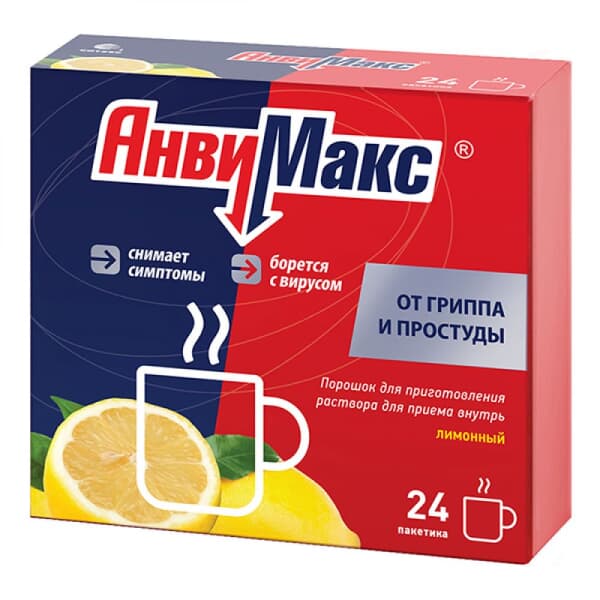 24
пакетика
АнвиМакс®
снимает
симптомы
борется
с вирусом
ОТ ГРИППА
И ПРОСТУДЫ
Порошок для приготовления
раствора для приема внутрь
лимонный
24
пакетика